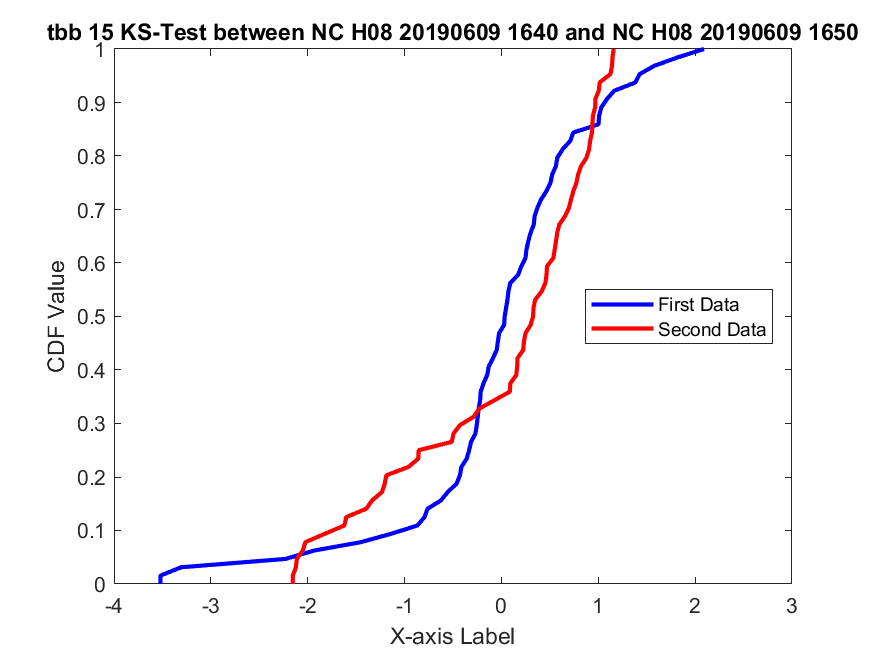 tbb 15 KS-Test between NC H08 20190609 1640 and NC H08 20190609 1650
1
0.9
0.8
0.7
0.6
0.5
0.4
0.3
0.2
0.1
0
CDF Value
First Data
Second Data
-4 -3 -2 -1 0 1 2 3
X-axis Label